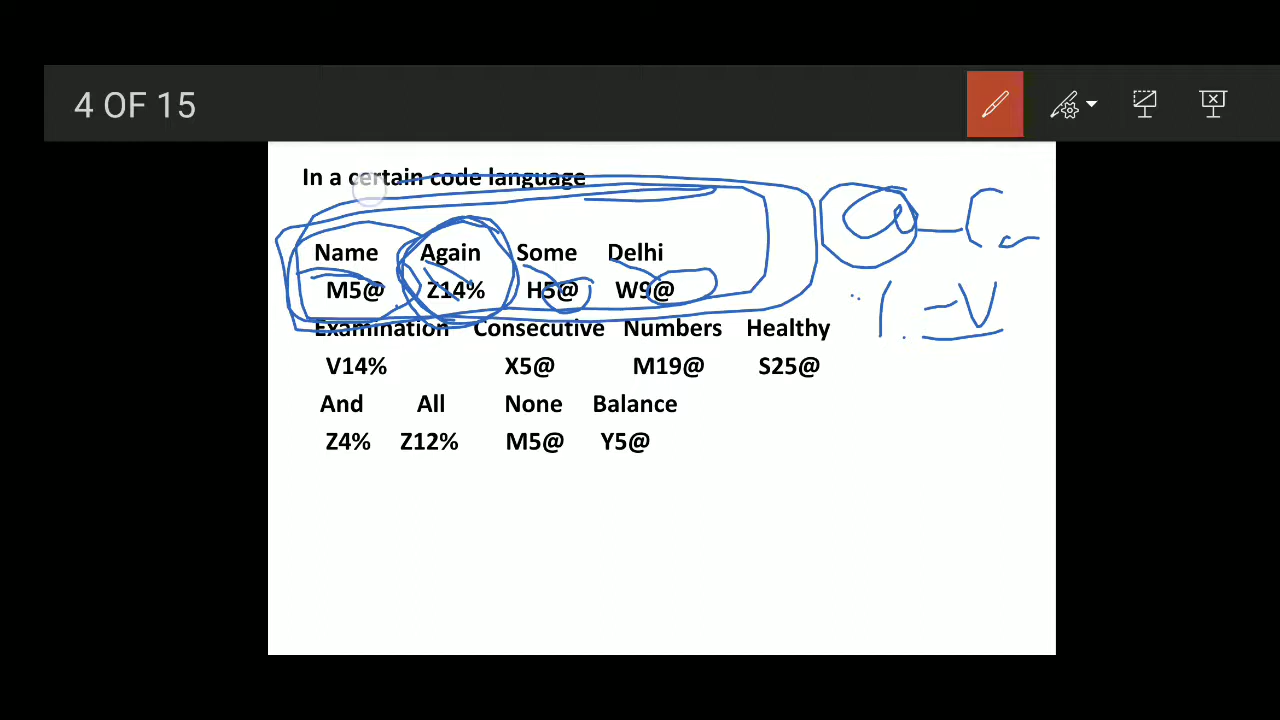 4 OF 15
In a certain code language
Name Again Some Delhi
M5@ Z14% H5@ W9@
Examination Consecutive Numbers Healthy
V14% X5@ M19@ S25@
And All None Balance
Z4% Z12% M5@ Y5@